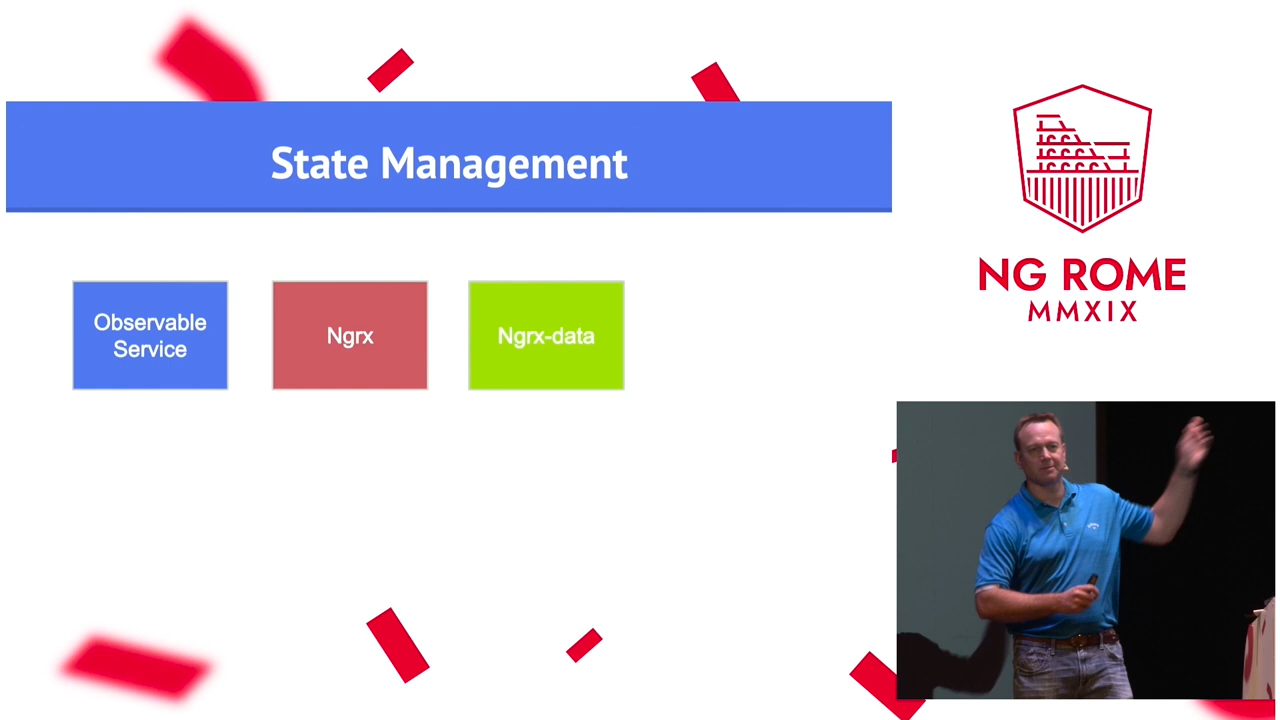 State Management
Observable
Service
Ngrx
Ngrx-data
NG ROME
MMXIX